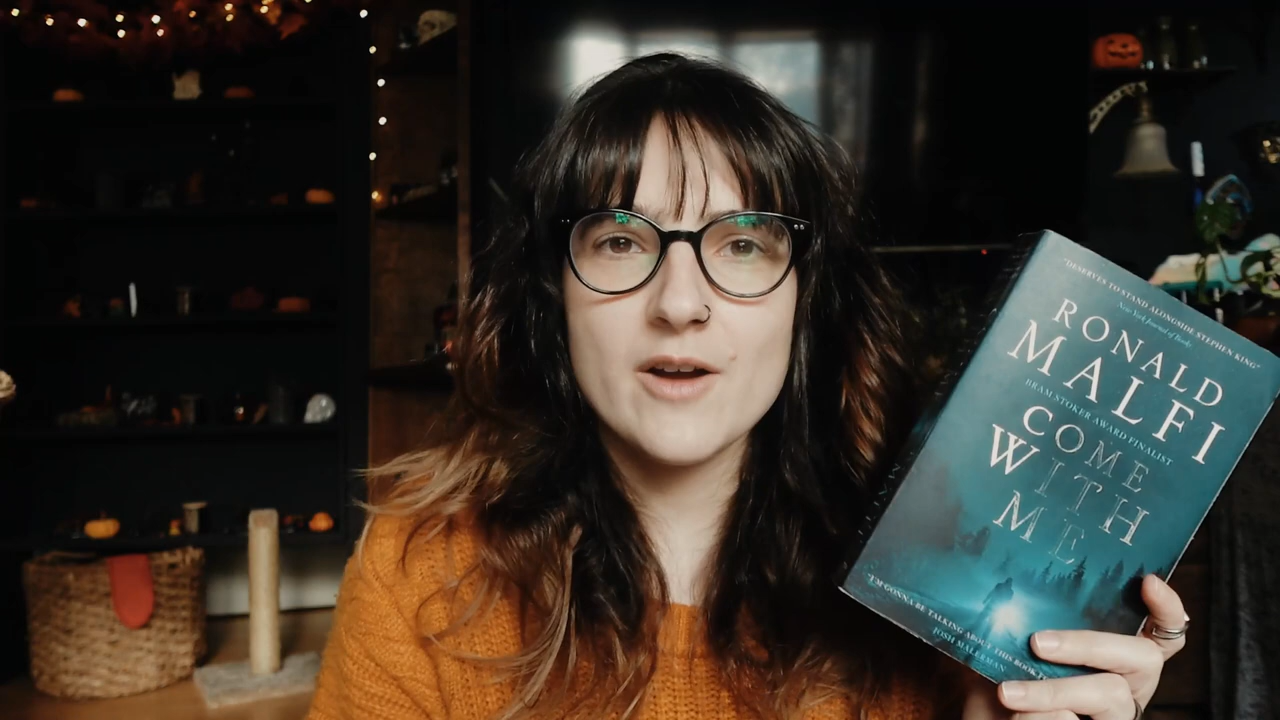 "DESERVES TO STAND ALONGSIDE STEPHEN KING"
New York Journal of Books
RONALD
MALFI
BRAM STOKER AWARD FINALIST
COME
WITH
ME
"I'M GONNA BE TALKING ABOUT THIS BOOK
JOSH MALERMAN